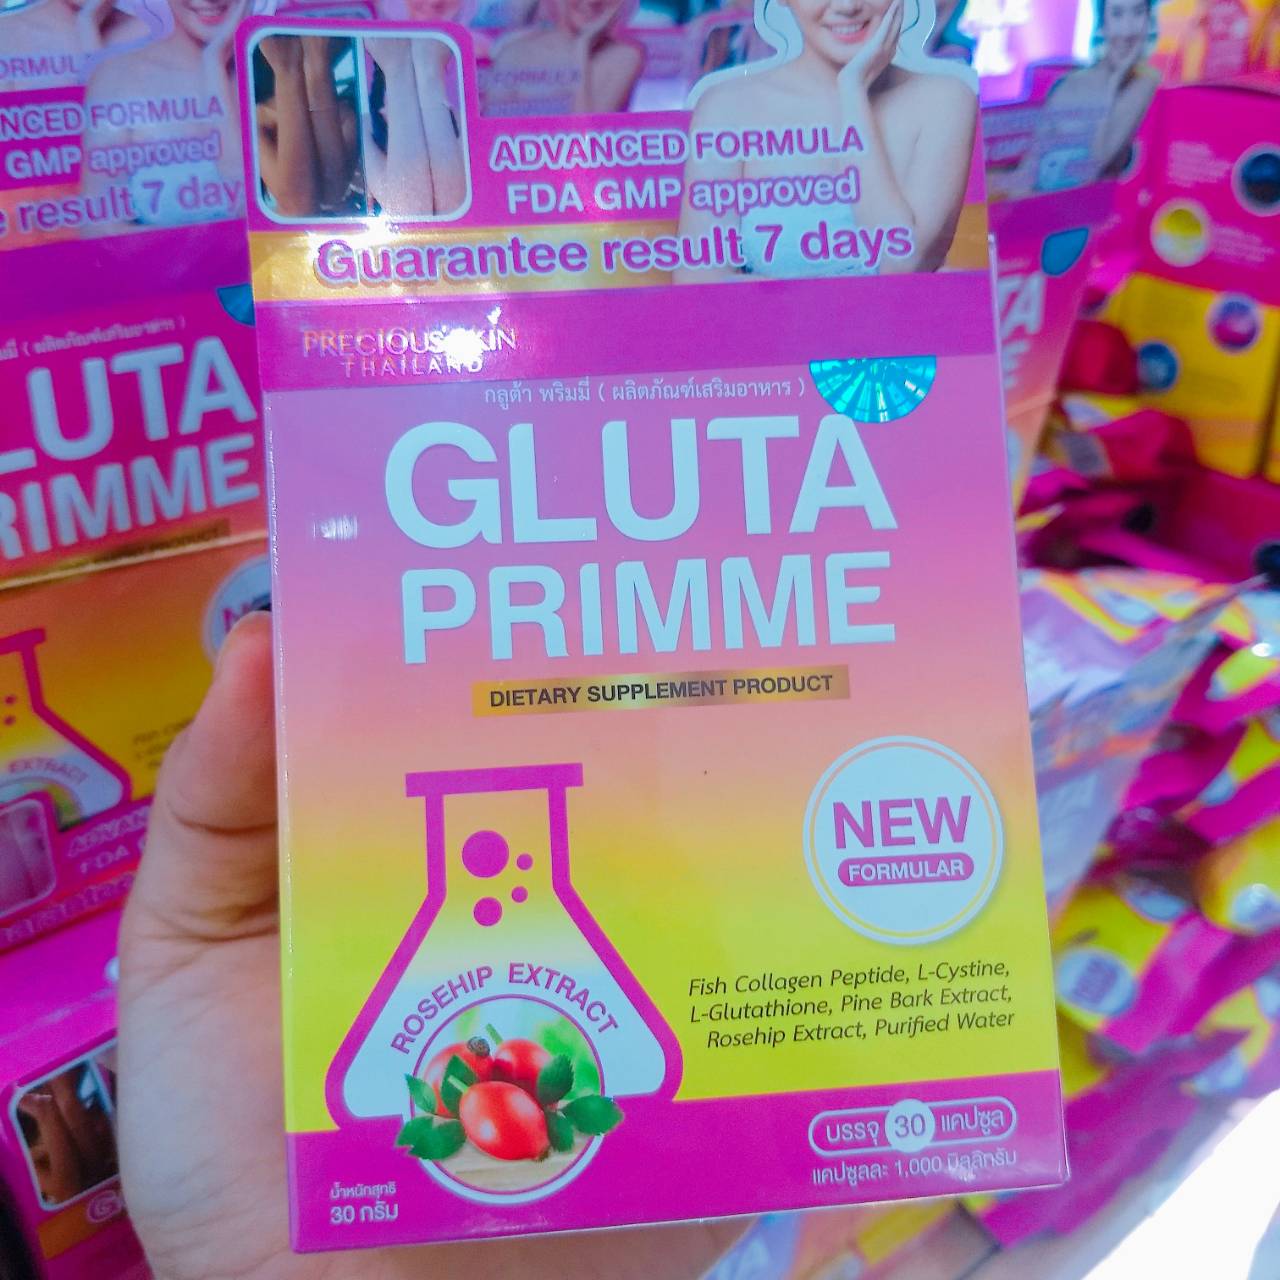 ADVANCED FORMULA
FDA GMP approved
Guarantee result 7 days
PRECIOUS SKIN
THAILAND
กลูต้า พริมมี่ ( ผลิตภัณฑ์เสริมอาหาร )
GLUTA
PRIMME
DIETARY SUPPLEMENT PRODUCT
NEW
FORMULAR
ROSEHIP EXTRACT
Fish Collagen Peptide, L-Cystine,
L-Glutathione, Pine Bark Extract,
Rosehip Extract, Purified Water
บรรจุ 30 แคปซูล
แคปซูลละ 1,000 มิลลิกรัม
น้ำหนักสุทธิ
30 กรัม